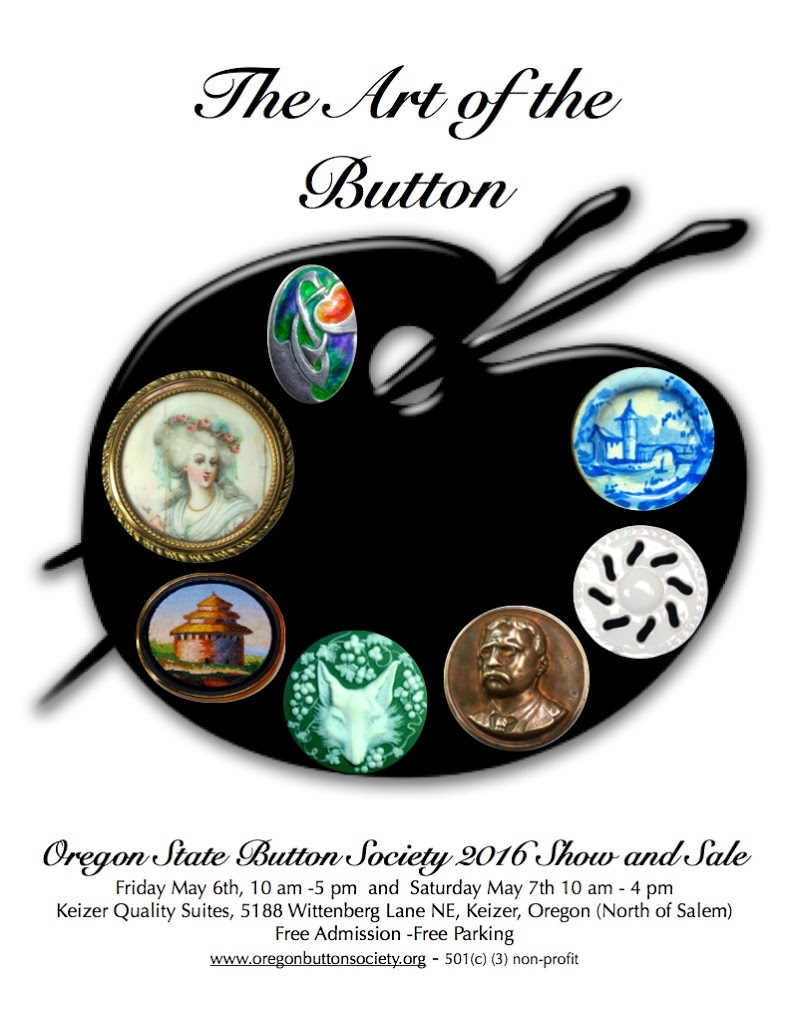 The Art of the
Button
Oregon State Button Society 2016 Show and Sale
Friday May 6th, 10 am -5 pm and Saturday May 7th 10 am - 4 pm
Keizer Quality Suites, 5188 Wittenberg Lane NE, Keizer, Oregon (North of Salem)
Free Admission -Free Parking
www.oregonbuttonsociety.org - 501(c) (3) non-profit